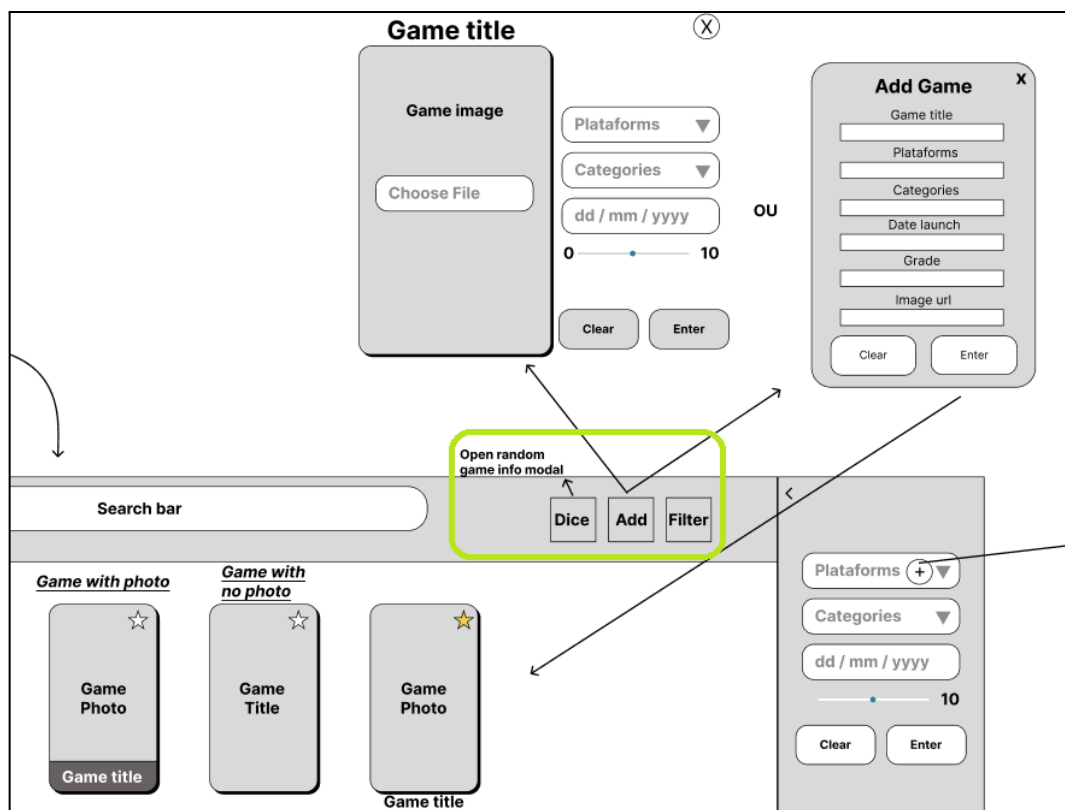 Game title
X
Game image
Choose File
Plataforms
Categories
dd / mm / yyyy
0 10
Clear Enter
OU
Add Game
x
Game title
Plataforms
Categories
Date launch
Grade
Image url
Clear Enter
Open random
game info modal
Search bar
Dice Add Filter
<
Plataforms +
Categories
dd / mm / yyyy
10
Clear Enter
Game with photo
Game with
no photo
Game
Photo
Game title
Game
Title
Game
Photo
Game title